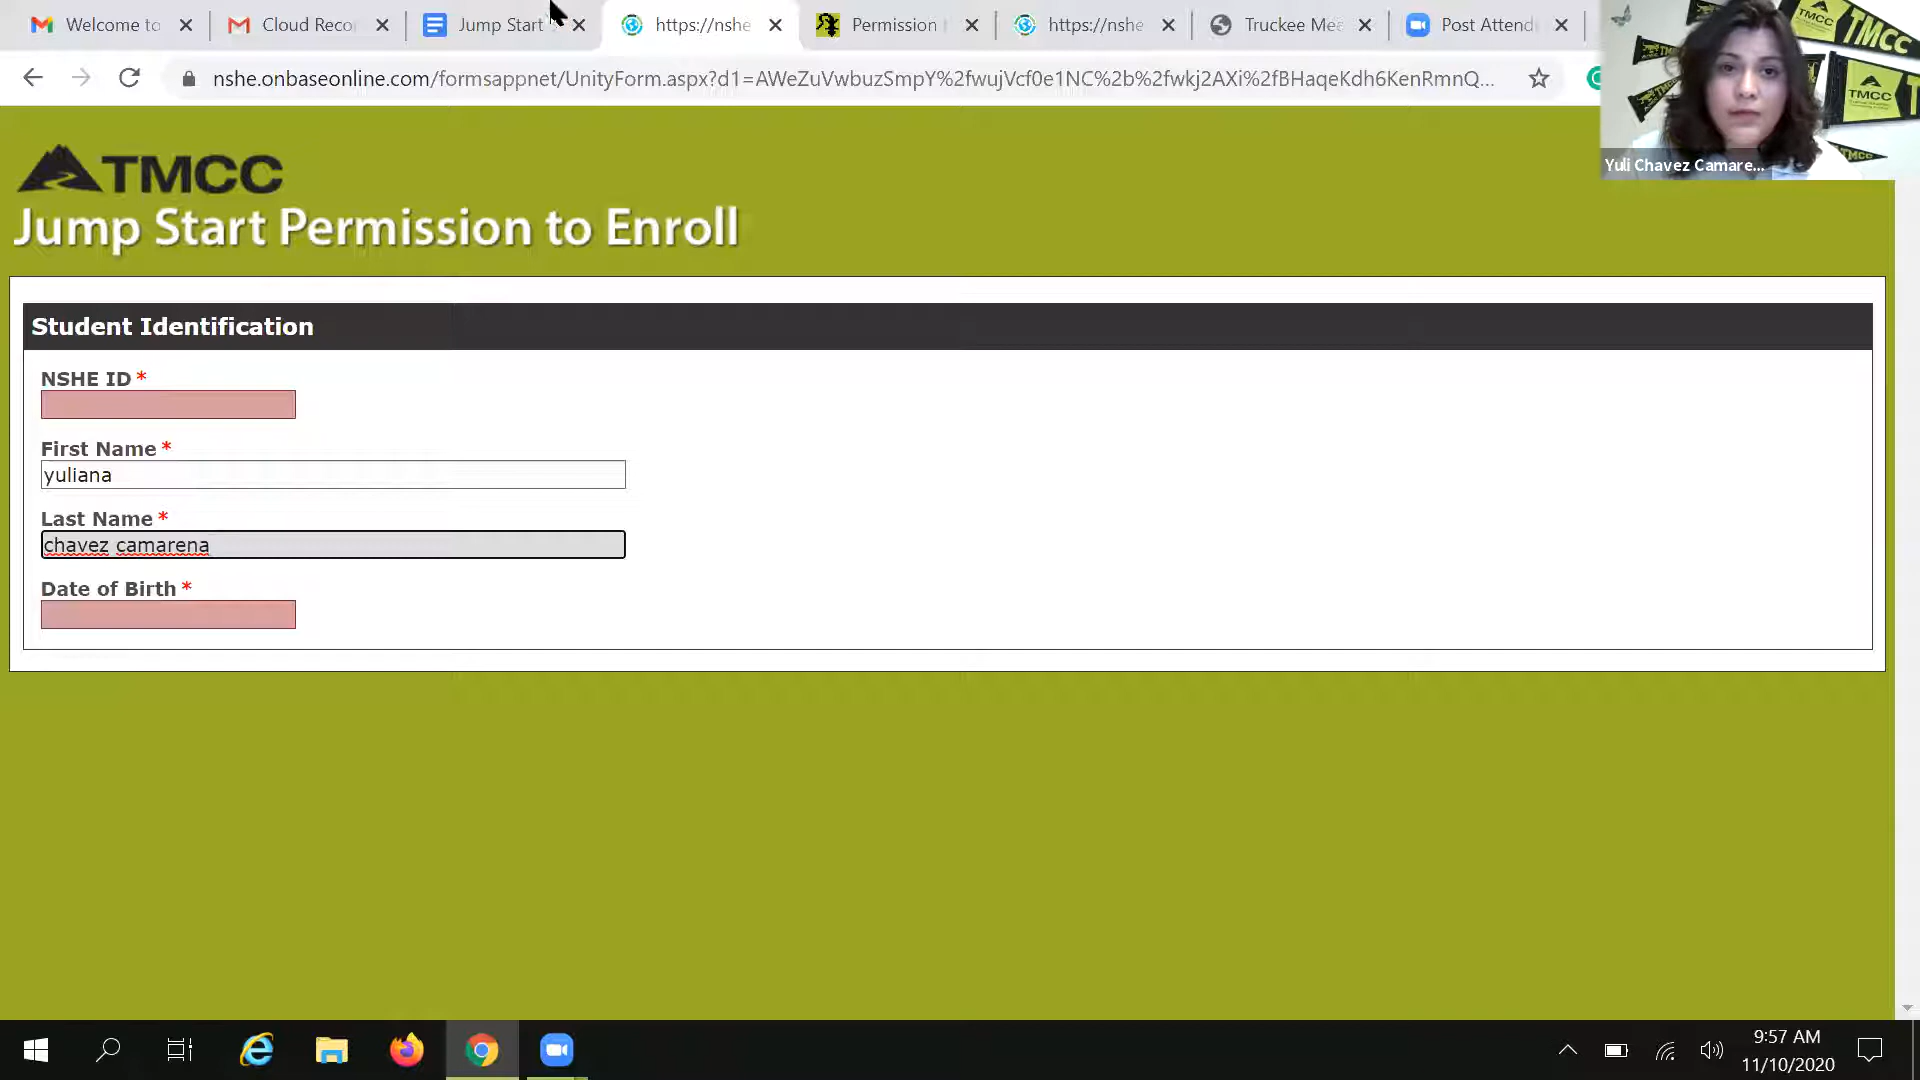 Welcome to
Cloud Reco
Jump Start
https://nshe
Permission
https://nshe
Truckee Me
Post Attend
nshe.onbaseonline.com/formsappnet/UnityForm.aspx?d1=AWeZuVwbuzSmpY%2fwujVcf0e1NC%2b%2fwkj2AXi%2fBHaqeKdh6KenRmnQ...
TMCC
TMCC
Yuli Chavez Camare...
TMCC
Jump Start Permission to Enroll
Student Identification
NSHE ID *
First Name *
yuliana
Last Name *
chavez camarena
Date of Birth *
9:57 AM
11/10/2020